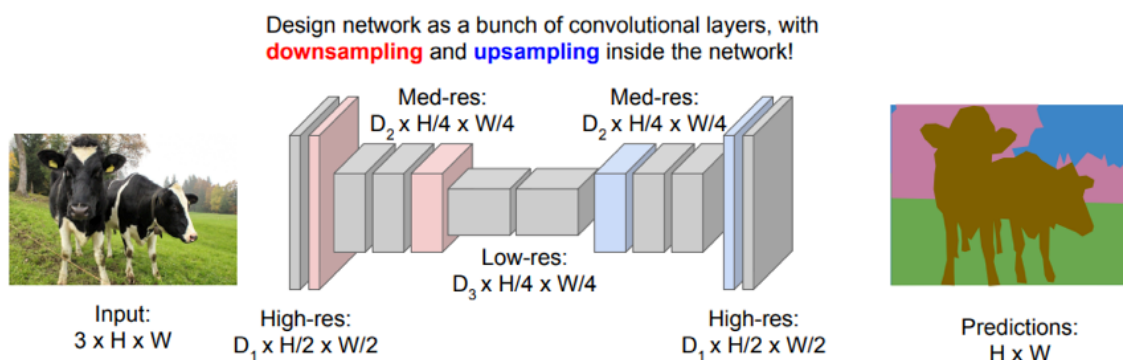 Design network as a bunch of convolutional layers, with
downsampling and upsampling inside the network!
Med-res:
D₂ x H/4 x W/4
Med-res:
D₂ x H/4 x W/4
Low-res:
D₃ x H/4 x W/4
Input:
3 x H x W
High-res:
D₁ x H/2 x W/2
High-res:
D₁ x H/2 x W/2
Predictions:
H x W